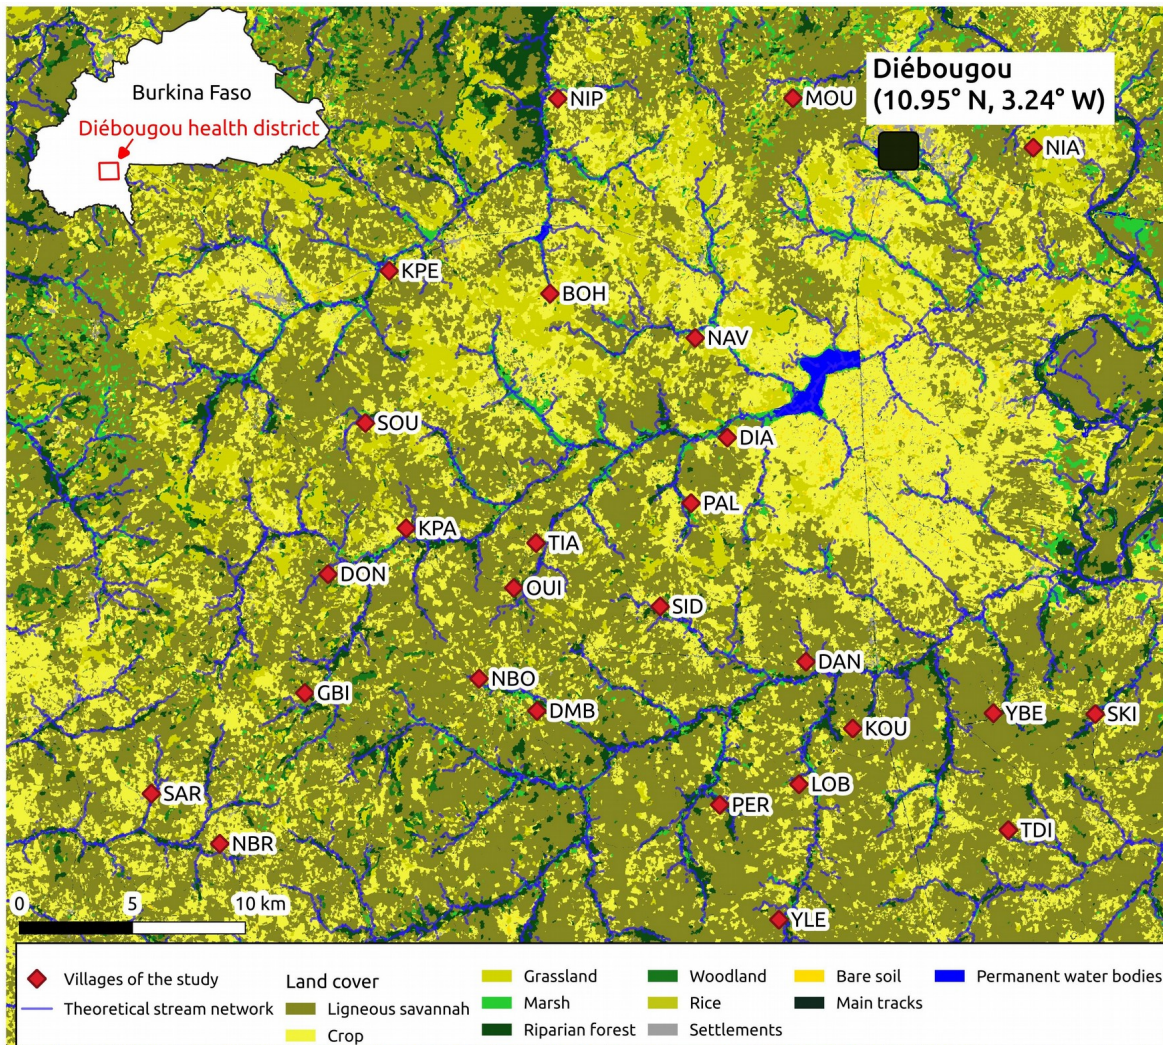 Burkina Faso
Diébougou health district
Diébougou
(10.95° N, 3.24° W)
NIP
MOU
NIA
KPE
BOH
NAV
SOU
DIA
PAL
KPA
TIA
DON
OUI
SID
DAN
NBO
GBI
DMB
YBE
SKI
KOU
LOB
SAR
PER
TDI
NBR
YLE
0 5 10 km
Villages of the study
Theoretical stream network
Land cover
Ligneous savannah
Crop
Grassland
Marsh
Riparian forest
Woodland
Rice
Settlements
Bare soil
Main tracks
Permanent water bodies